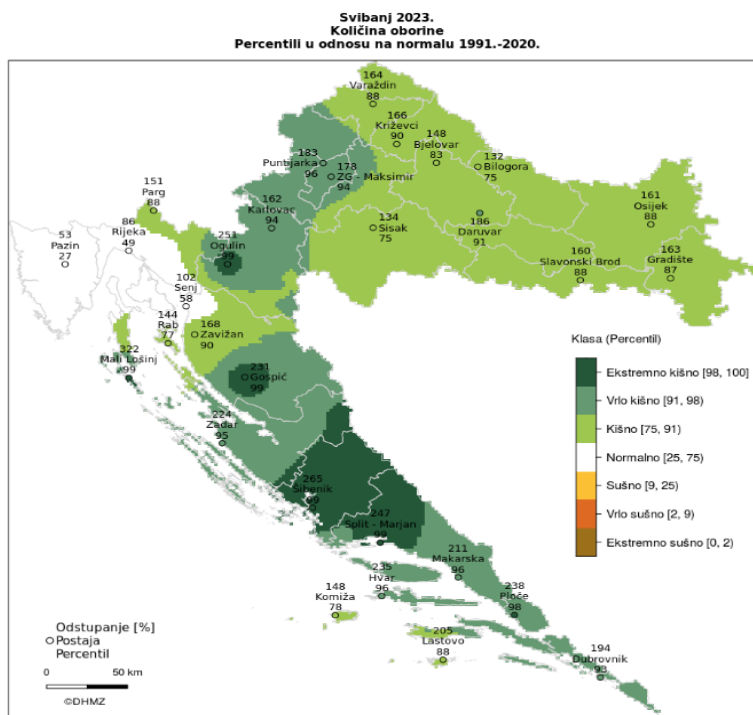 Svibanj 2023.
Količina oborine
Percentili u odnosu na normalu 1991.-2020.
164
Varaždin
88
166
Križevci
90
148
Bjelovar
83
183
Puntijarka
96
178
ZG - Maksimir
94
132
Bilogora
75
151
Parg
88
162
Karlovac
94
134
Sisak
75
186
Daruvar
91
161
Osijek
88
53
Pazin
27
86
Rijeka
49
251
Ogulin
99
160
Slavonski Brod
88
163
Gradište
87
102
Senj
58
144
Rab
77
168
Zavižan
90
322
Mali Lošinj
99
231
Gospić
99
224
Zadar
95
265
Šibenik
99
247
Split - Marjan
99
211
Makarska
96
235
Hvar
96
148
Komiža
78
238
Ploče
98
205
Lastovo
88
194
Dubrovnik
93
Klasa (Percentil)
Ekstremno kišno [98, 100]
Vrlo kišno [91, 98)
Kišno [75, 91)
Normalno [25, 75)
Sušno [9, 25)
Vrlo sušno [2, 9)
Ekstremno sušno [0, 2)
Odstupanje [%]
Postaja
Percentil
0 50 km
©DHMZ